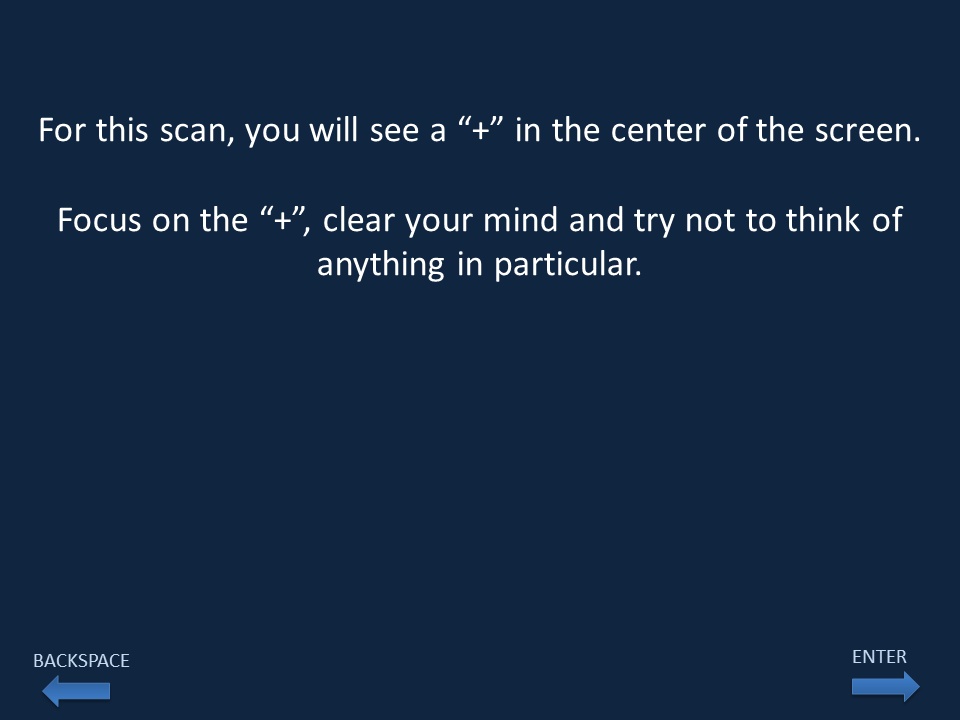 For this scan, you will see a “+” in the center of the screen.
Focus on the “+”, clear your mind and try not to think of
anything in particular.
BACKSPACE
ENTER